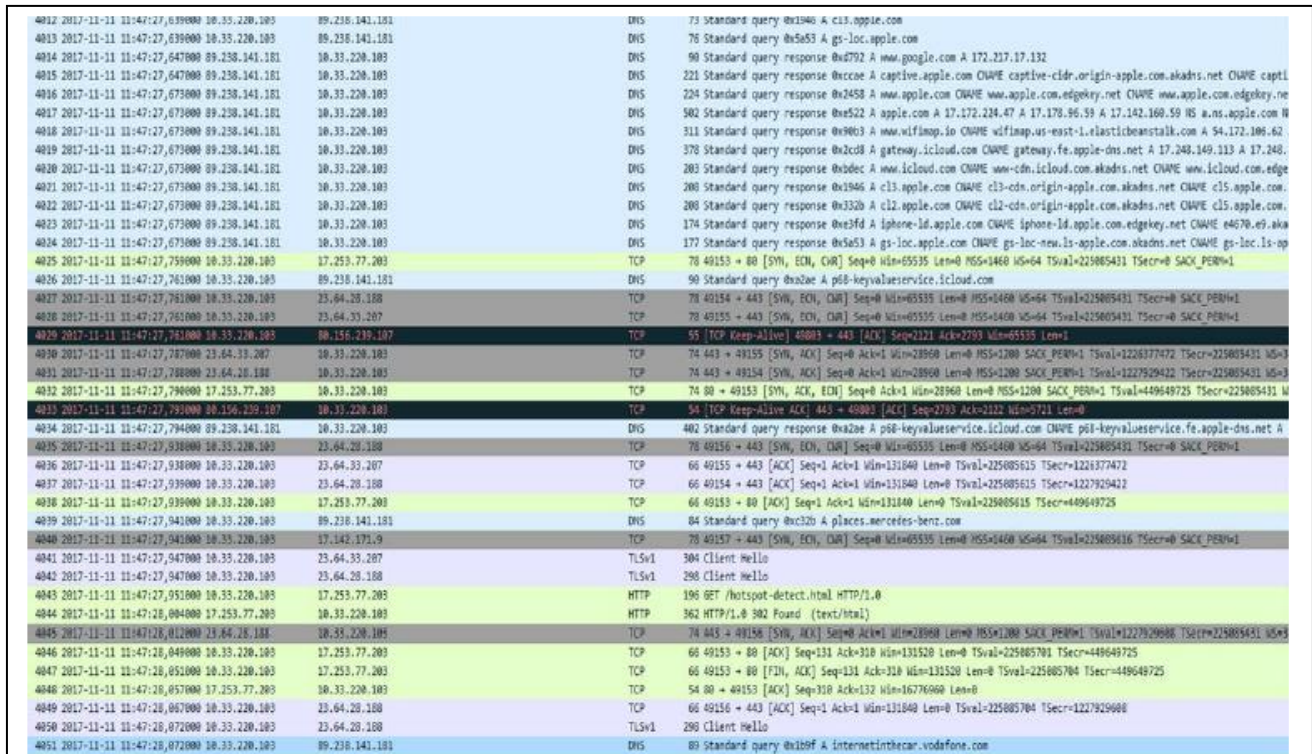 4012 2017-11-11 11:47:27,639000 10.33.220.103 89.238.141.181 DNS 73 Standard query 0x1946 A cl3.apple.com
4013 2017-11-11 11:47:27,639000 10.33.220.103 89.238.141.181 DNS 76 Standard query 0x5a53 A gs-loc.apple.com
4014 2017-11-11 11:47:27,647000 89.238.141.181 10.33.220.103 DNS 90 Standard query response 0xd792 A www.google.com A 172.217.17.132
4015 2017-11-11 11:47:27,647000 89.238.141.181 10.33.220.103 DNS 221 Standard query response 0xccae A captive.apple.com CNAME captive-cidr.origin-apple.com.akadns.net CNAME capti
4016 2017-11-11 11:47:27,673000 89.238.141.181 10.33.220.103 DNS 224 Standard query response 0x2458 A www.apple.com CNAME www.apple.com.edgekey.net CNAME www.apple.com.edgekey.ne
4017 2017-11-11 11:47:27,673000 89.238.141.181 10.33.220.103 DNS 502 Standard query response 0xe522 A apple.com A 17.172.224.47 A 17.178.96.59 A 17.142.160.59 NS a.ns.apple.com N
4018 2017-11-11 11:47:27,673000 89.238.141.181 10.33.220.103 DNS 311 Standard query response 0x90b3 A www.wifimap.io CNAME wifimap.us-east-1.elasticbeanstalk.com A 54.172.106.62
4019 2017-11-11 11:47:27,673000 89.238.141.181 10.33.220.103 DNS 378 Standard query response 0x2cd8 A gateway.icloud.com CNAME gateway.fe.apple-dns.net A 17.248.149.113 A 17.248.
4020 2017-11-11 11:47:27,673000 89.238.141.181 10.33.220.103 DNS 203 Standard query response 0xbdec A www.icloud.com CNAME www-cdn.icloud.com.akadns.net CNAME www.icloud.com.edge
4021 2017-11-11 11:47:27,673000 89.238.141.181 10.33.220.103 DNS 208 Standard query response 0x1946 A cl3.apple.com CNAME cl3-cdn.origin-apple.com.akadns.net CNAME cl5.apple.com.
4022 2017-11-11 11:47:27,673000 89.238.141.181 10.33.220.103 DNS 208 Standard query response 0x332b A cl2.apple.com CNAME cl2-cdn.origin-apple.com.akadns.net CNAME cl5.apple.com.
4023 2017-11-11 11:47:27,673000 89.238.141.181 10.33.220.103 DNS 174 Standard query response 0xe3fd A iphone-ld.apple.com CNAME iphone-ld.apple.com.edgekey.net CNAME e4670.e9.aka
4024 2017-11-11 11:47:27,673000 89.238.141.181 10.33.220.103 DNS 177 Standard query response 0x5a53 A gs-loc.apple.com CNAME gs-loc-new.ls-apple.com.akadns.net CNAME gs-loc.ls-ap
4025 2017-11-11 11:47:27,759000 10.33.220.103 17.253.77.203 TCP 78 49153 → 80 [SYN, ECN, CWR] Seq=0 Win=65535 Len=0 MSS=1460 WS=64 TSval=225085431 TSecr=0 SACK_PERM=1
4026 2017-11-11 11:47:27,761000 10.33.220.103 89.238.141.181 DNS 90 Standard query 0xa2ae A p68-keyvalueservice.icloud.com
4027 2017-11-11 11:47:27,761000 10.33.220.103 23.64.28.188 TCP 78 49154 → 443 [SYN, ECN, CWR] Seq=0 Win=65535 Len=0 MSS=1460 WS=64 TSval=225085431 TSecr=0 SACK_PERM=1
4028 2017-11-11 11:47:27,761000 10.33.220.103 23.64.33.207 TCP 78 49155 → 443 [SYN, ECN, CWR] Seq=0 Win=65535 Len=0 MSS=1460 WS=64 TSval=225085431 TSecr=0 SACK_PERM=1
4029 2017-11-11 11:47:27,761000 10.33.220.103 80.156.239.107 TCP 55 [TCP Keep-Alive] 49803 → 443 [ACK] Seq=2121 Ack=2793 Win=65535 Len=1
4030 2017-11-11 11:47:27,787000 23.64.33.207 10.33.220.103 TCP 74 443 → 49155 [SYN, ACK] Seq=0 Ack=1 Win=28960 Len=0 MSS=1200 SACK_PERM=1 TSval=1226377472 TSecr=225085431 WS=3
4031 2017-11-11 11:47:27,788000 23.64.28.188 10.33.220.103 TCP 74 443 → 49154 [SYN, ACK] Seq=0 Ack=1 Win=28960 Len=0 MSS=1200 SACK_PERM=1 TSval=1227929422 TSecr=225085431 WS=3
4032 2017-11-11 11:47:27,790000 17.253.77.203 10.33.220.103 TCP 74 80 → 49153 [SYN, ACK, ECN] Seq=0 Ack=1 Win=28960 Len=0 MSS=1200 SACK_PERM=1 TSval=449649725 TSecr=225085431 W
4033 2017-11-11 11:47:27,793000 80.156.239.107 10.33.220.103 TCP 54 [TCP Keep-Alive ACK] 443 → 49803 [ACK] Seq=2793 Ack=2122 Win=5721 Len=0
4034 2017-11-11 11:47:27,794000 89.238.141.181 10.33.220.103 DNS 402 Standard query response 0xa2ae A p68-keyvalueservice.icloud.com CNAME p68-keyvalueservice.fe.apple-dns.net A
4035 2017-11-11 11:47:27,938000 10.33.220.103 23.64.28.188 TCP 78 49156 → 443 [SYN, ECN, CWR] Seq=0 Win=65535 Len=0 MSS=1460 WS=64 TSval=225085431 TSecr=0 SACK_PERM=1
4036 2017-11-11 11:47:27,938000 10.33.220.103 23.64.33.207 TCP 66 49155 → 443 [ACK] Seq=1 Ack=1 Win=131840 Len=0 TSval=225085615 TSecr=1226377472
4037 2017-11-11 11:47:27,939000 10.33.220.103 23.64.28.188 TCP 66 49154 → 443 [ACK] Seq=1 Ack=1 Win=131840 Len=0 TSval=225085615 TSecr=1227929422
4038 2017-11-11 11:47:27,939000 10.33.220.103 17.253.77.203 TCP 66 49153 → 80 [ACK] Seq=1 Ack=1 Win=131840 Len=0 TSval=225085615 TSecr=449649725
4039 2017-11-11 11:47:27,941000 10.33.220.103 89.238.141.181 DNS 84 Standard query 0xc32b A places.mercedes-benz.com
4040 2017-11-11 11:47:27,941000 10.33.220.103 17.142.171.9 TCP 78 49157 → 443 [SYN, ECN, CWR] Seq=0 Win=65535 Len=0 MSS=1460 WS=64 TSval=225085616 TSecr=0 SACK_PERM=1
4041 2017-11-11 11:47:27,947000 10.33.220.103 23.64.33.207 TLSv1 304 Client Hello
4042 2017-11-11 11:47:27,947000 10.33.220.103 23.64.28.188 TLSv1 298 Client Hello
4043 2017-11-11 11:47:27,951000 10.33.220.103 17.253.77.203 HTTP 196 GET /hotspot-detect.html HTTP/1.0
4044 2017-11-11 11:47:28,004000 17.253.77.203 10.33.220.103 HTTP 362 HTTP/1.0 302 Found (text/html)
4045 2017-11-11 11:47:28,012000 23.64.28.188 10.33.220.103 TCP 74 443 → 49156 [SYN, ACK] Seq=0 Ack=1 Win=28960 Len=0 MSS=1200 SACK_PERM=1 TSval=1227929608 TSecr=225085431 WS=3
4046 2017-11-11 11:47:28,049000 10.33.220.103 17.253.77.203 TCP 66 49153 → 80 [ACK] Seq=131 Ack=310 Win=131520 Len=0 TSval=225085701 TSecr=449649725
4047 2017-11-11 11:47:28,051000 10.33.220.103 17.253.77.203 TCP 66 49153 → 80 [FIN, ACK] Seq=131 Ack=310 Win=131520 Len=0 TSval=225085704 TSecr=449649725
4048 2017-11-11 11:47:28,057000 17.253.77.203 10.33.220.103 TCP 54 80 → 49153 [ACK] Seq=310 Ack=132 Win=16776960 Len=0
4049 2017-11-11 11:47:28,067000 10.33.220.103 23.64.28.188 TCP 66 49156 → 443 [ACK] Seq=1 Ack=1 Win=131840 Len=0 TSval=225085704 TSecr=1227929608
4050 2017-11-11 11:47:28,072000 10.33.220.103 23.64.28.188 TLSv1 298 Client Hello
4051 2017-11-11 11:47:28,072000 10.33.220.103 89.238.141.181 DNS 89 Standard query 0x1b9f A internetinthecar.vodafone.com